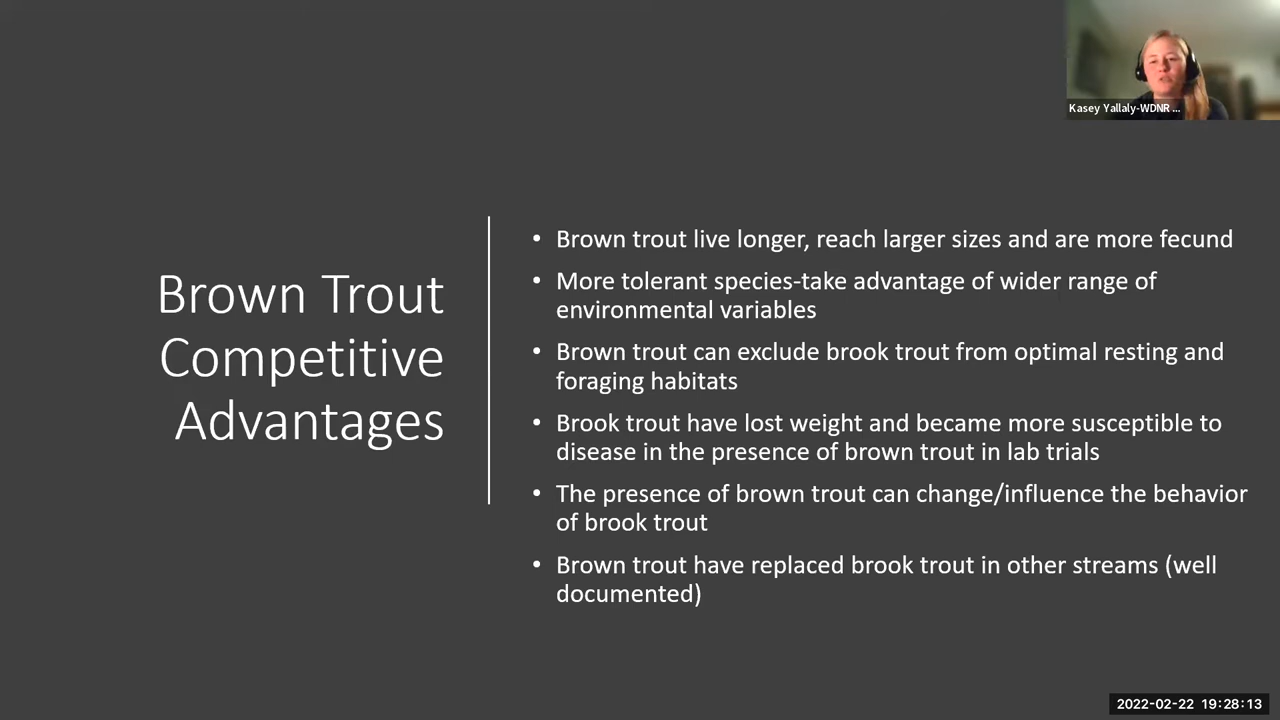 Kasey Yallaly-WDNR ...
Brown Trout
Competitive
Advantages
• Brown trout live longer, reach larger sizes and are more fecund
• More tolerant species-take advantage of wider range of
environmental variables
• Brown trout can exclude brook trout from optimal resting and
foraging habitats
• Brook trout have lost weight and became more susceptible to
disease in the presence of brown trout in lab trials
• The presence of brown trout can change/influence the behavior
of brook trout
• Brown trout have replaced brook trout in other streams (well
documented)
2022-02-22 19:28:13